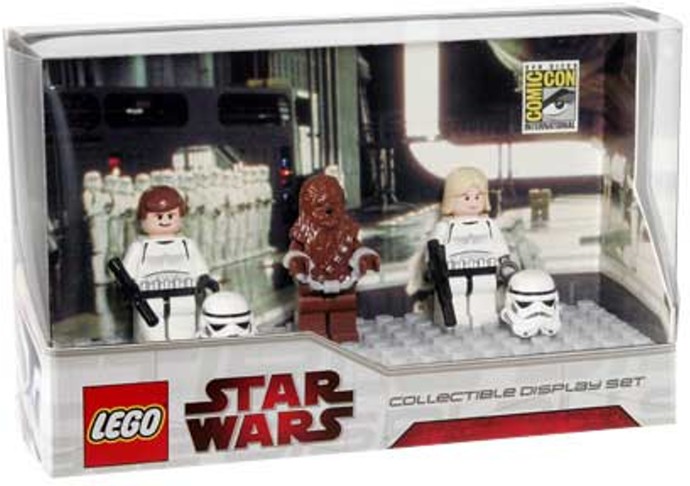 SAN DIEGO
COMIC CON
INTERNATIONAL
LEGO
STAR
WARS
COLLECTIBLE DISPLAY SET